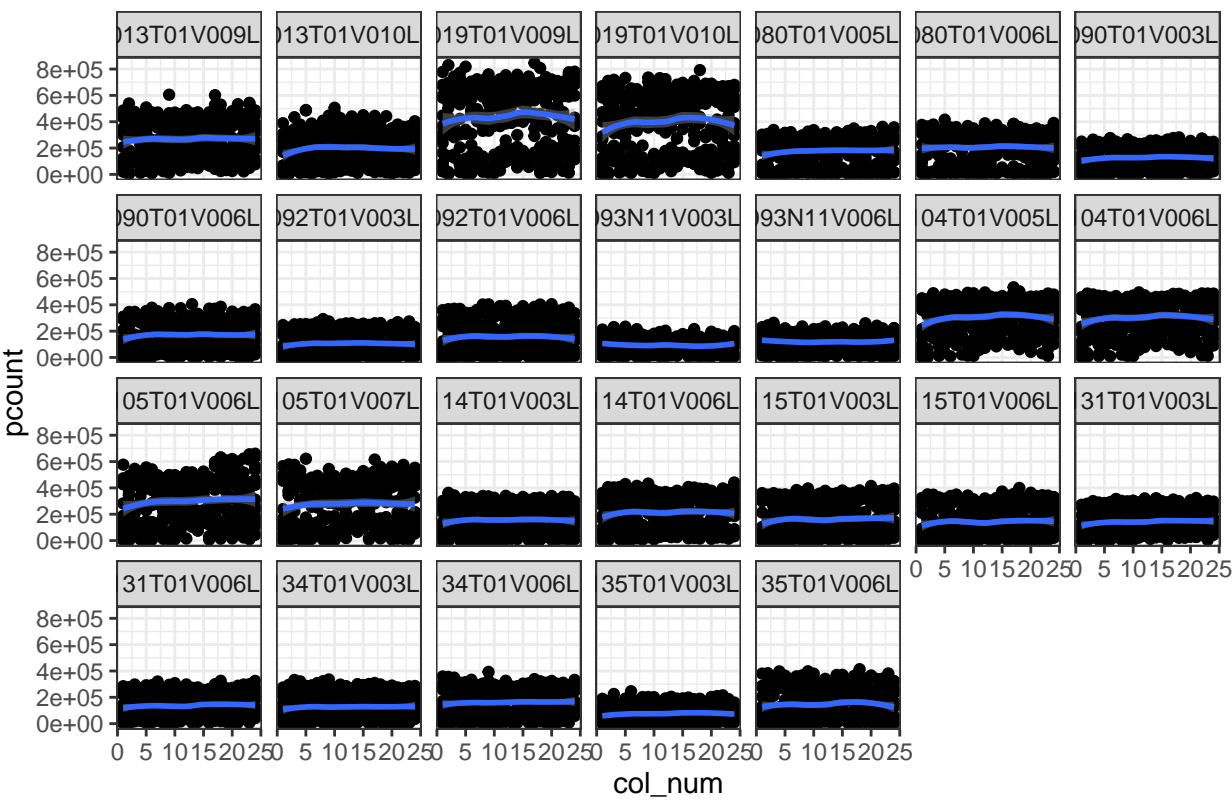 013T01V009L 013T01V010L 019T01V009L 019T01V010L 080T01V005L 080T01V006L 090T01V003L
8e+05
6e+05
4e+05
2e+05
0e+00
090T01V006L 092T01V003L 092T01V006L 093N11V003L 093N11V006L 04T01V005L 04T01V006L
8e+05
6e+05
4e+05
2e+05
0e+00
pcount
05T01V006L 05T01V007L 14T01V003L 14T01V006L 15T01V003L 15T01V006L 31T01V003L
8e+05
6e+05
4e+05
2e+05
0e+00
0 5 10 15 20 25 0 5 10 15 20 25
31T01V006L 34T01V003L 34T01V006L 35T01V003L 35T01V006L
8e+05
6e+05
4e+05
2e+05
0e+00
0 5 10 15 20 25 0 5 10 15 20 25 0 5 10 15 20 25 0 5 10 15 20 25 0 5 10 15 20 25
col_num